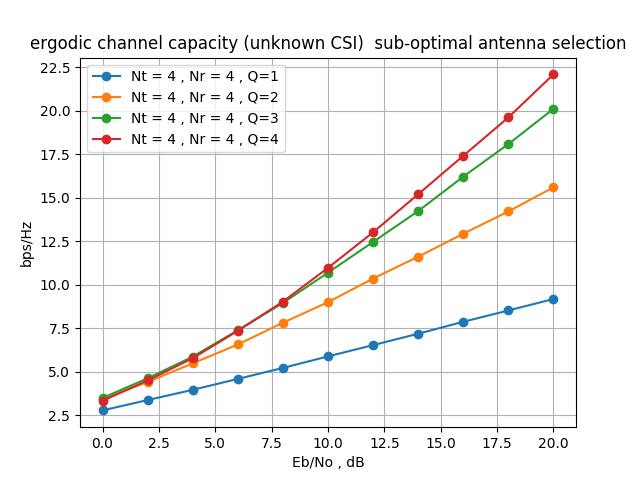 ergodic channel capacity (unknown CSI)  sub-optimal antenna selection
22.5
20.0
17.5
15.0
12.5
10.0
7.5
5.0
2.5
bps/Hz
Nt = 4 , Nr = 4 , Q=1
Nt = 4 , Nr = 4 , Q=2
Nt = 4 , Nr = 4 , Q=3
Nt = 4 , Nr = 4 , Q=4
0.0 2.5 5.0 7.5 10.0 12.5 15.0 17.5 20.0
Eb/No , dB